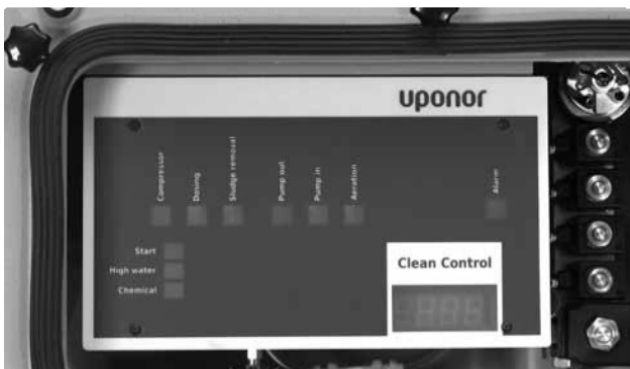 uponor
Compressor
Dosing
Sludge removal
Pump out
Pump in
Aeration
Alarm
Start
High water
Chemical
Clean Control